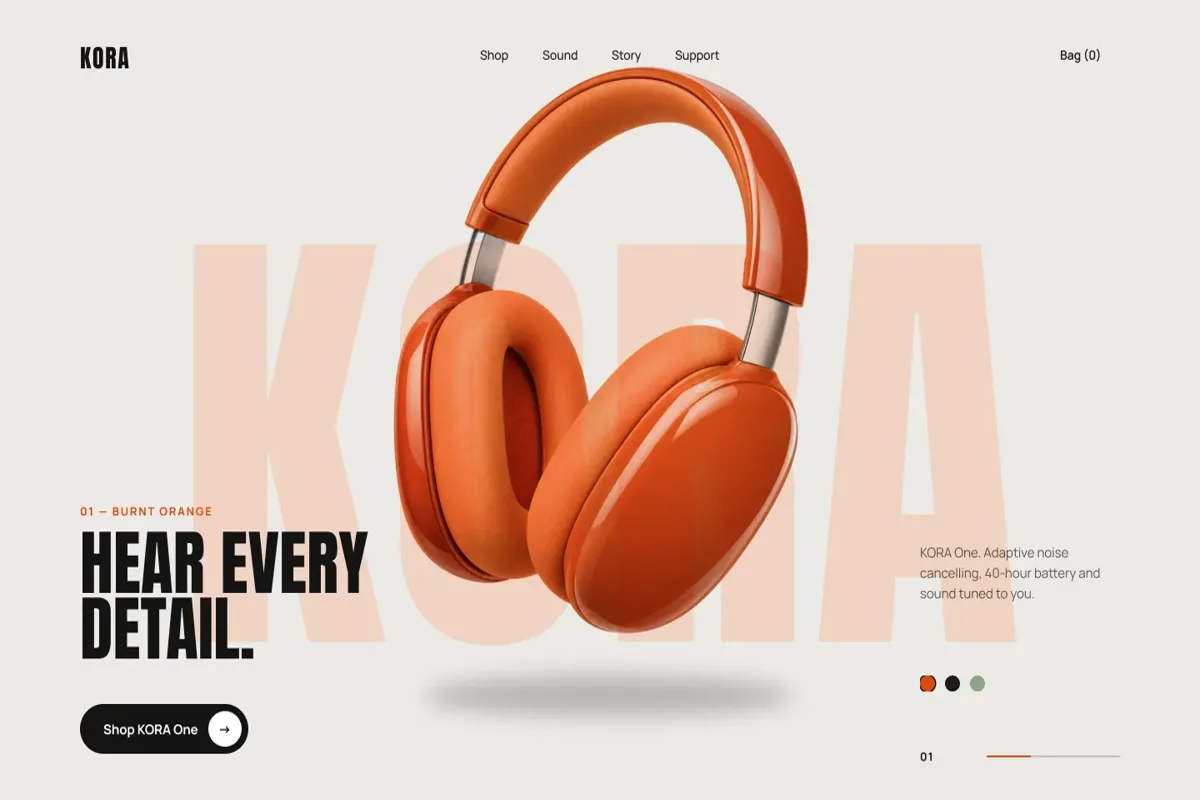 KORA
Shop Sound Story Support
Bag (0)
KORA
01 — BURNT ORANGE
HEAR EVERY
DETAIL.
KORA One. Adaptive noise
cancelling, 40-hour battery and
sound tuned to you.
Shop KORA One →
01